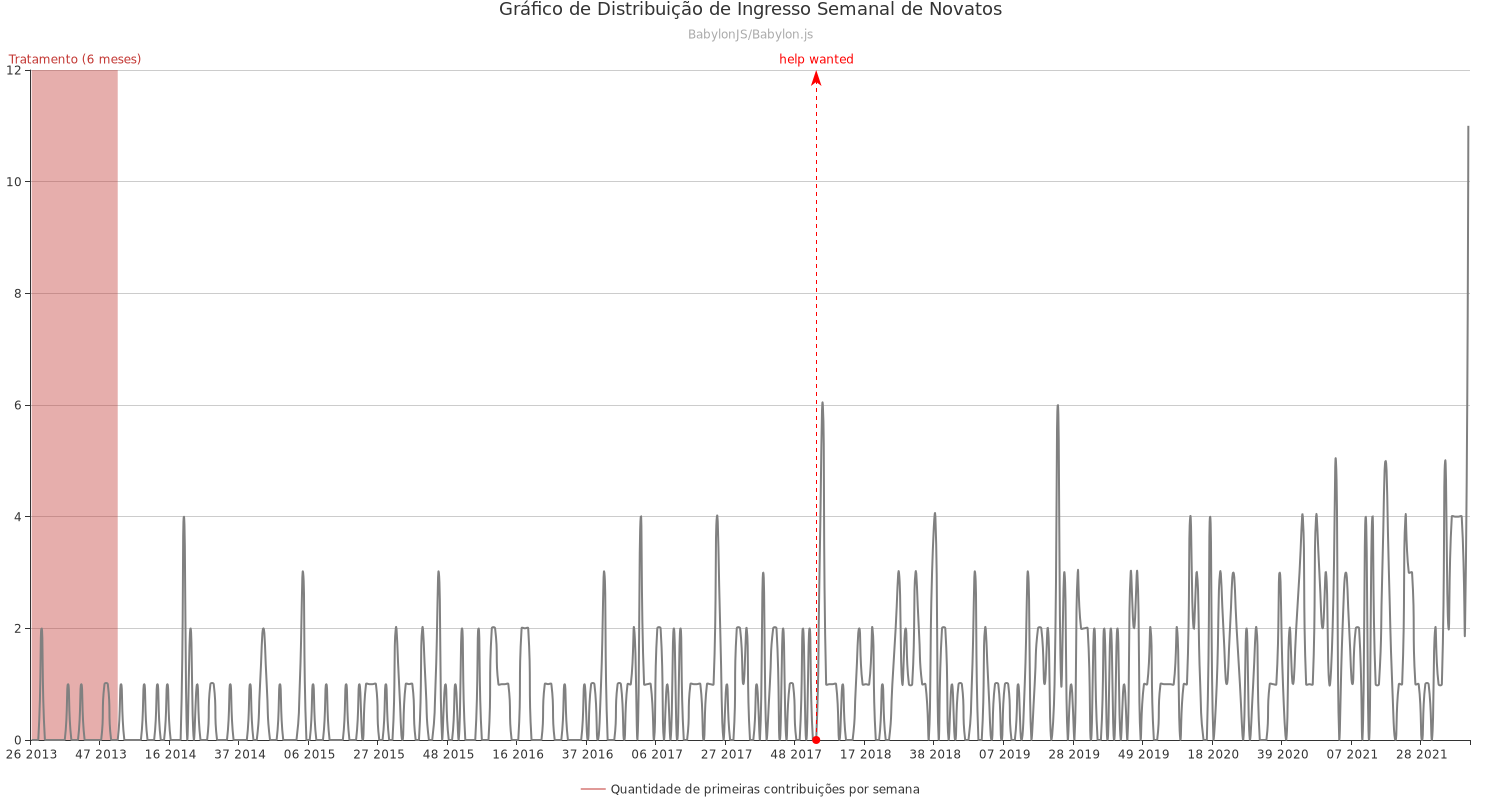 Gráfico de Distribuição de Ingresso Semanal de Novatos
BabylonJS/Babylon.js
Tratamento (6 meses)
help wanted
12
10
8
6
4
2
0
26 2013 47 2013 16 2014 37 2014 06 2015 27 2015 48 2015 16 2016 37 2016 06 2017 27 2017 48 2017 17 2018 38 2018 07 2019 28 2019 49 2019 18 2020 39 2020 07 2021 28 2021
Quantidade de primeiras contribuições por semana